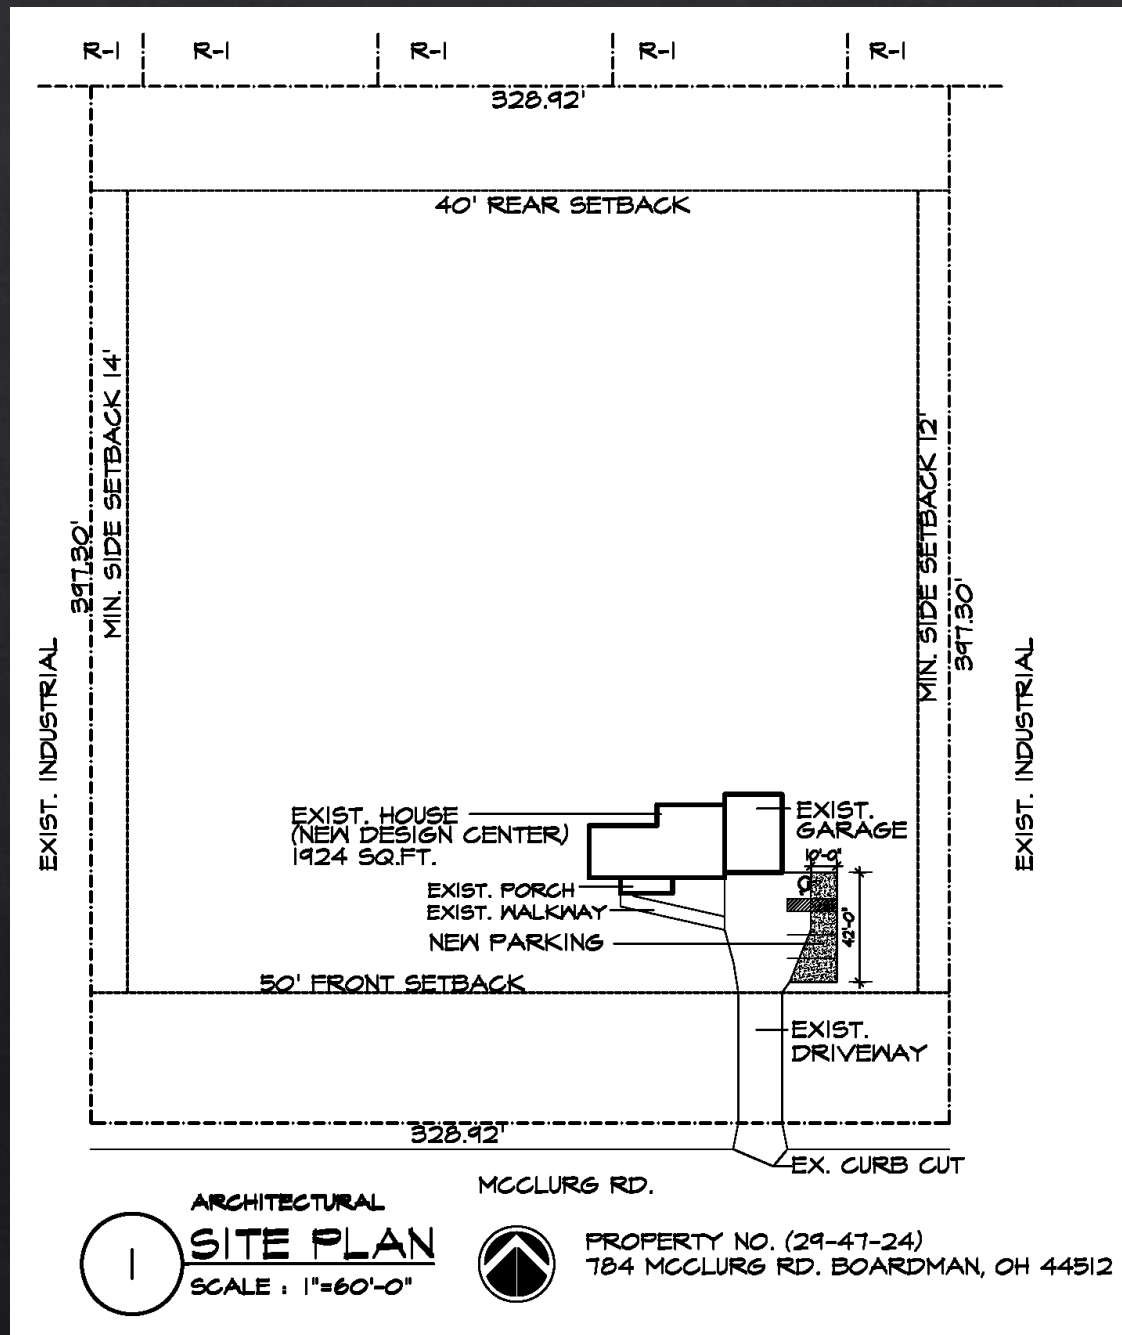 R-1 R-1 R-1 R-1 R-1
328.92'
40' REAR SETBACK
MIN. SIDE SETBACK 14'
MIN. SIDE SETBACK 12'
397.30'
397.30'
EXIST. INDUSTRIAL
EXIST. INDUSTRIAL
EXIST. HOUSE
(NEW DESIGN CENTER)
1924 SQ.FT.
EXIST.
GARAGE
10'-0"
EXIST. PORCH
EXIST. WALKWAY
NEW PARKING
42'-0"
50' FRONT SETBACK
EXIST.
DRIVEWAY
328.92'
EX. CURB CUT
MCCLURG RD.
ARCHITECTURAL
SITE PLAN
1
SCALE : 1"=60'-0"
PROPERTY NO. (29-47-24)
784 MCCLURG RD. BOARDMAN, OH 44512